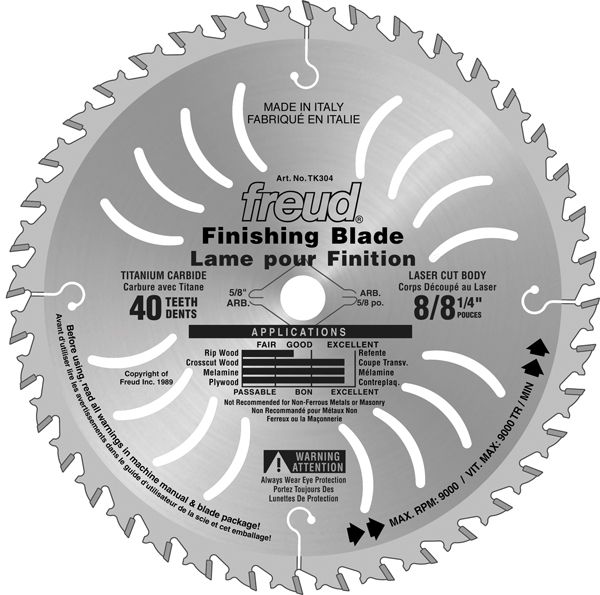 MADE IN ITALY
FABRIQUÉ EN ITALIE
Art. No. TK304
freud®
Finishing Blade
Lame pour Finition
TITANIUM CARBIDE
Carbure avec Titane
40 TEETH
DENTS
5/8"
ARB.
ARB.
5/8 po.
LASER CUT BODY
Corps Découpé au Laser
8/8 1/4"
POUCES
APPLICATIONS
FAIR GOOD EXCELLENT
Rip Wood Refente
Crosscut Wood Coupe Transv.
Melamine Mélamine
Plywood Contreplaq.
PASSABLE BON EXCELLENT
Not Recommended for Non-Ferrous Metals or Masonry
Non Recommandé pour Métaux Non
Ferreux ou la Maçonnerie
Copyright of
Freud Inc. 1989
WARNING
ATTENTION
Always Wear Eye Protection
Portez Toujours Des
Lunettes De Protection
Before using, read all warnings in machine manual & blade package!
Avant d'utiliser lire les avertissements dans le guide d'utilisateur de la scie et cet emballage!
MAX. RPM: 9000 / VIT. MAX: 9000 TR / MIN